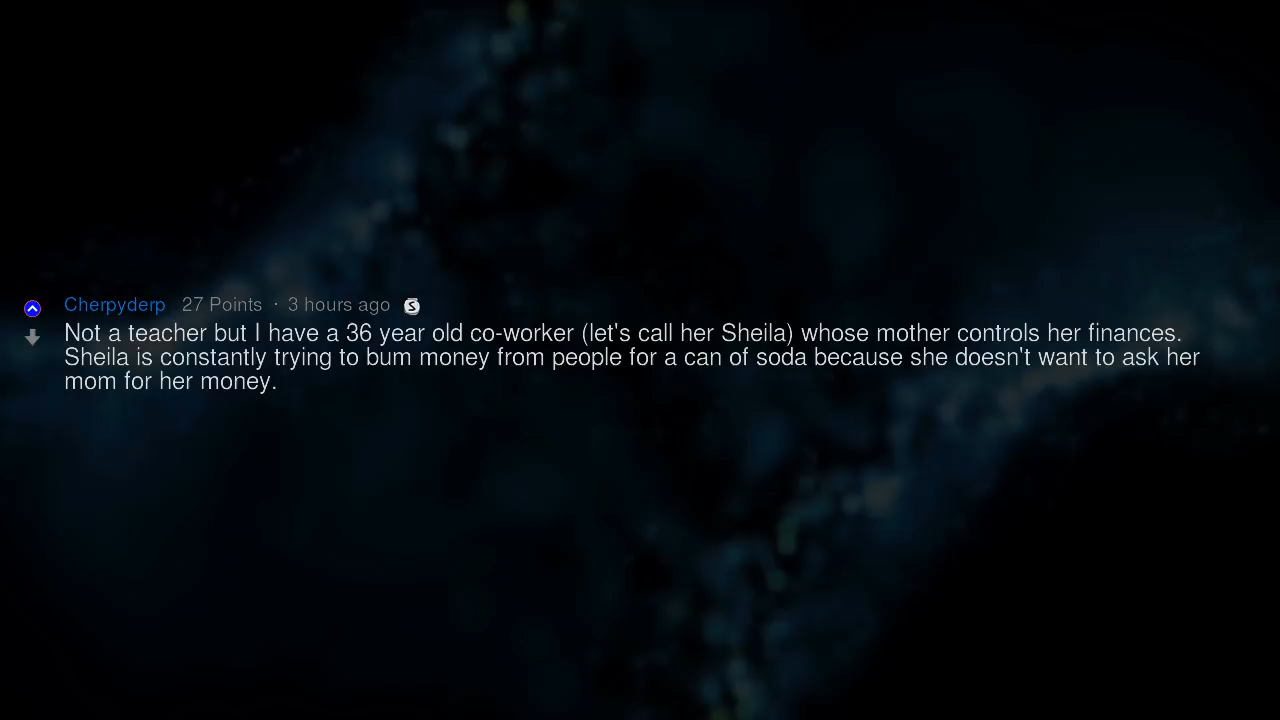 Cherpyderp 27 Points · 3 hours ago
Not a teacher but I have a 36 year old co-worker (let's call her Sheila) whose mother controls her finances.
Sheila is constantly trying to bum money from people for a can of soda because she doesn't want to ask her
mom for her money.